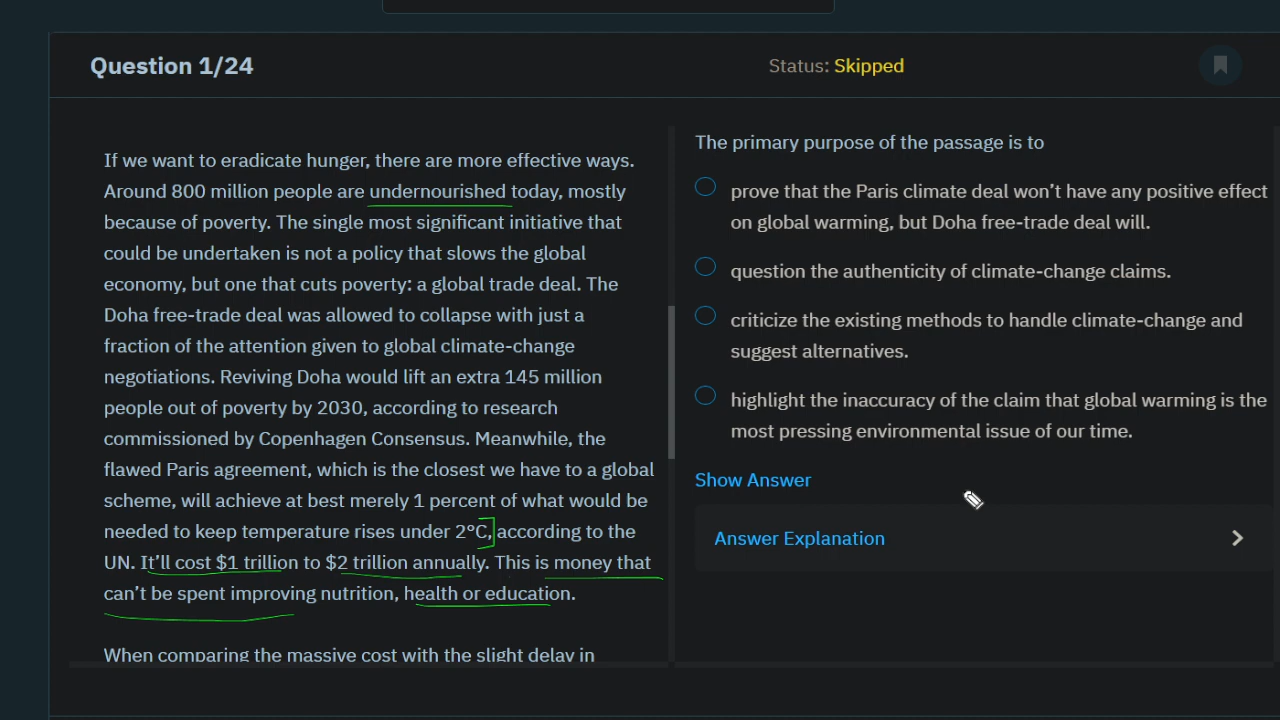 Question 1/24
Status: Skipped
If we want to eradicate hunger, there are more effective ways.
Around 800 million people are undernourished today, mostly
because of poverty. The single most significant initiative that
could be undertaken is not a policy that slows the global
economy, but one that cuts poverty: a global trade deal. The
Doha free-trade deal was allowed to collapse with just a
fraction of the attention given to global climate-change
negotiations. Reviving Doha would lift an extra 145 million
people out of poverty by 2030, according to research
commissioned by Copenhagen Consensus. Meanwhile, the
flawed Paris agreement, which is the closest we have to a global
scheme, will achieve at best merely 1 percent of what would be
needed to keep temperature rises under 2°C, according to the
UN. It’ll cost $1 trillion to $2 trillion annually. This is money that
can’t be spent improving nutrition, health or education.
When comparing the massive cost with the slight delay in
The primary purpose of the passage is to
prove that the Paris climate deal won’t have any positive effect
on global warming, but Doha free-trade deal will.
question the authenticity of climate-change claims.
criticize the existing methods to handle climate-change and
suggest alternatives.
highlight the inaccuracy of the claim that global warming is the
most pressing environmental issue of our time.
Show Answer
Answer Explanation